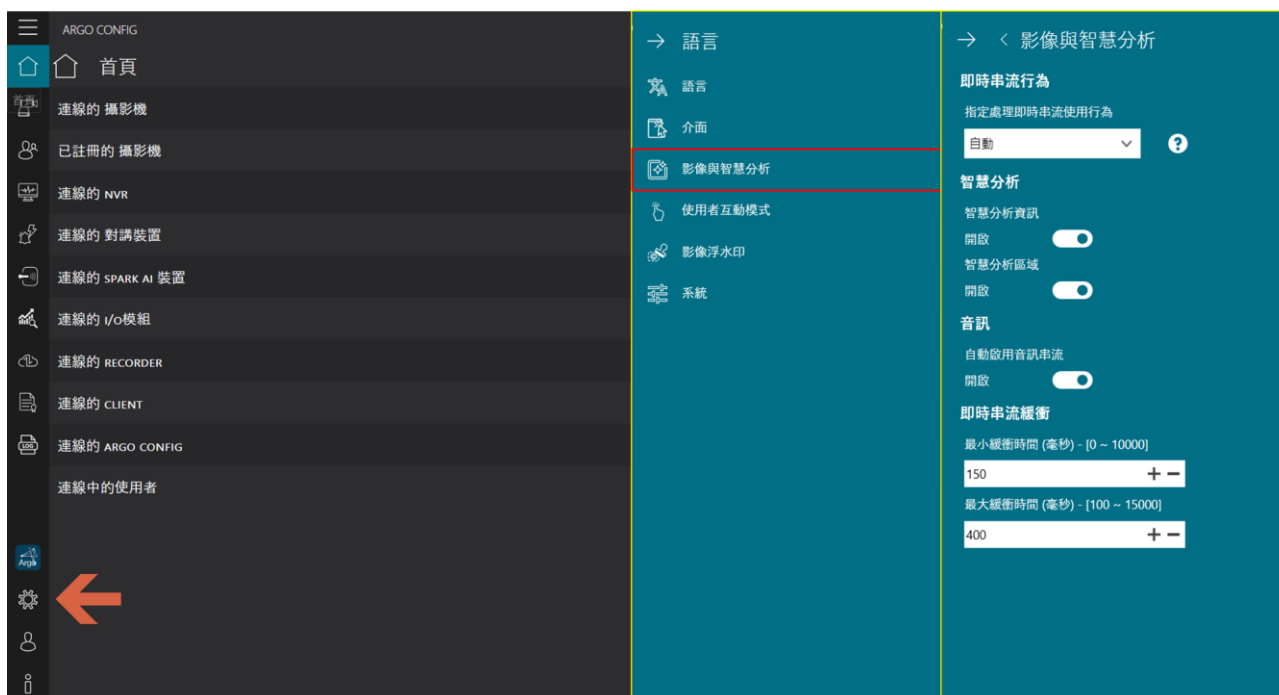 ARGO CONFIG
首頁
首頁
連線的 攝影機
已註冊的 攝影機
連線的 NVR
連線的 對講裝置
連線的 SPARK AI 裝置
連線的 I/O模組
連線的 RECORDER
連線的 CLIENT
LOG
連線的 ARGO CONFIG
連線中的使用者
Argo
語言
語言
介面
影像與智慧分析
使用者互動模式
影像浮水印
系統
影像與智慧分析
即時串流行為
指定處理即時串流使用行為
自動
?
智慧分析
智慧分析資訊
開啟
智慧分析區域
開啟
音訊
自動啟用音訊串流
開啟
即時串流緩衝
最小緩衝時間 (毫秒) - [0 ~ 10000]
150
最大緩衝時間 (毫秒) - [100 ~ 15000]
400